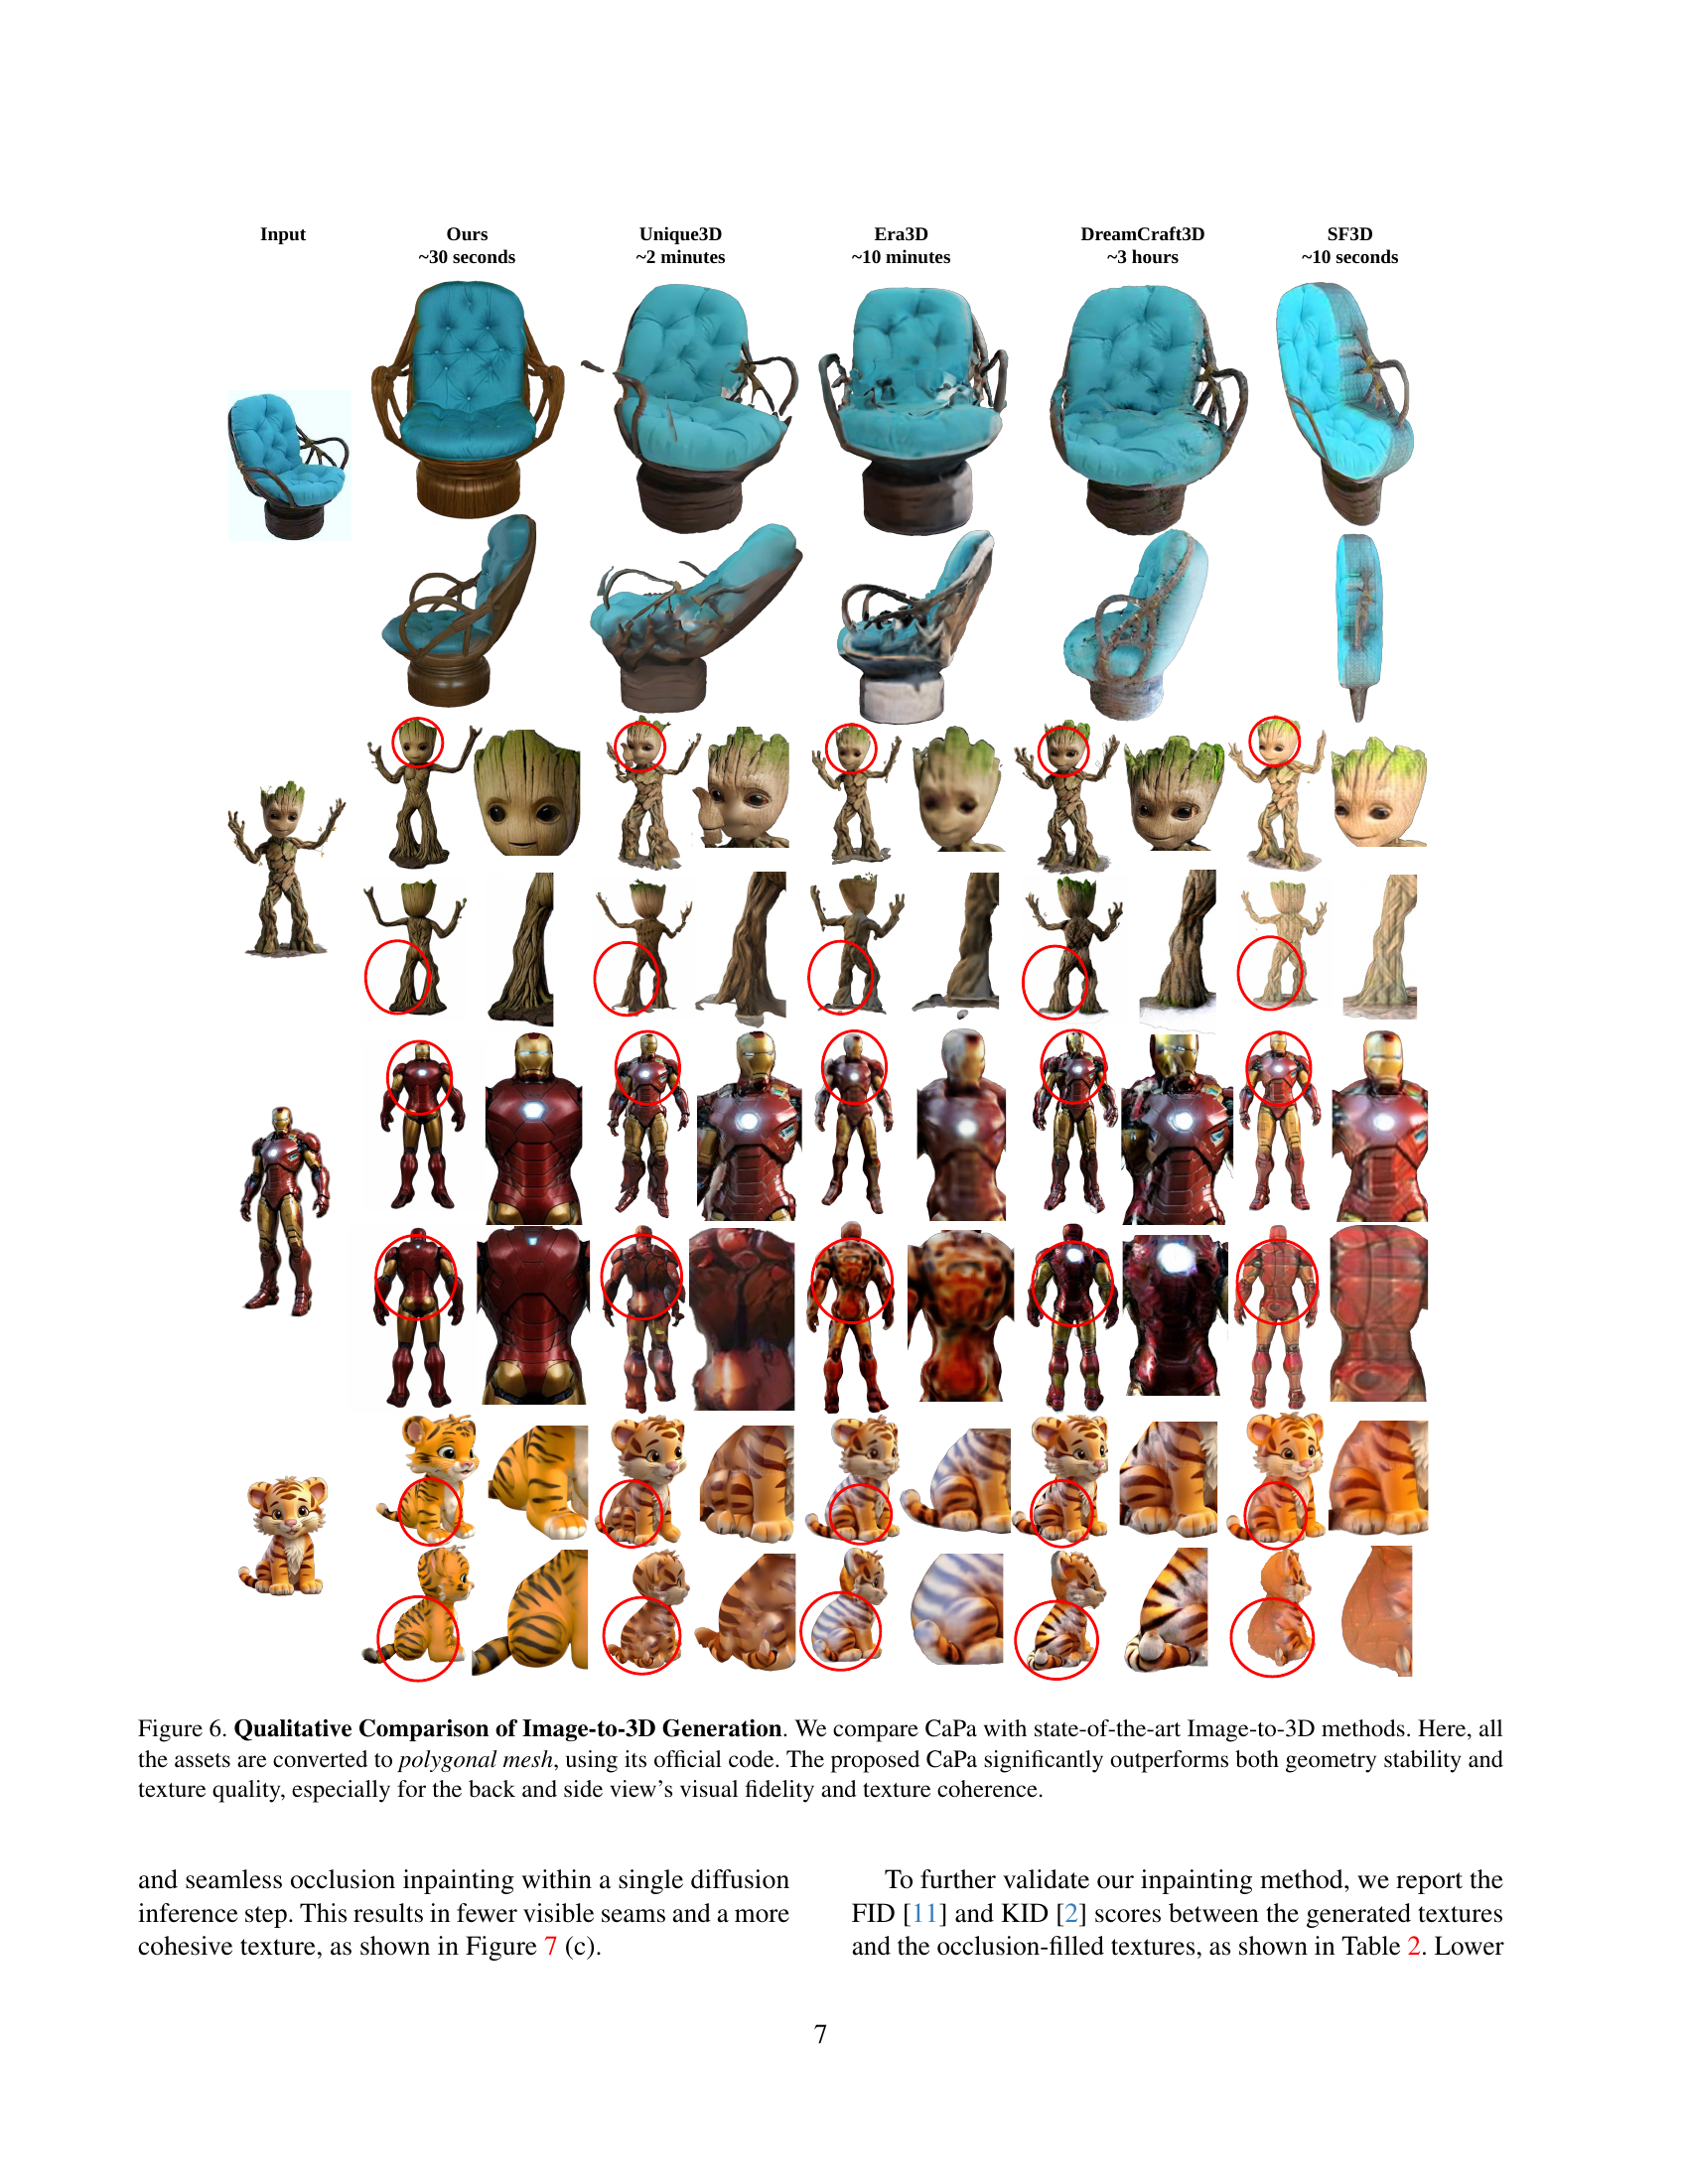 Input
Ours
~30 seconds
Unique3D
~2 minutes
Era3D
~10 minutes
DreamCraft3D
~3 hours
SF3D
~10 seconds
Figure 6. Qualitative Comparison of Image-to-3D Generation. We compare CaPa with state-of-the-art Image-to-3D methods. Here, all
the assets are converted to polygonal mesh, using its official code. The proposed CaPa significantly outperforms both geometry stability and
texture quality, especially for the back and side view's visual fidelity and texture coherence.
and seamless occlusion inpainting within a single diffusion
inference step. This results in fewer visible seams and a more
cohesive texture, as shown in Figure 7 (c).
To further validate our inpainting method, we report the
FID [11] and KID [2] scores between the generated textures
and the occlusion-filled textures, as shown in Table 2. Lower
7